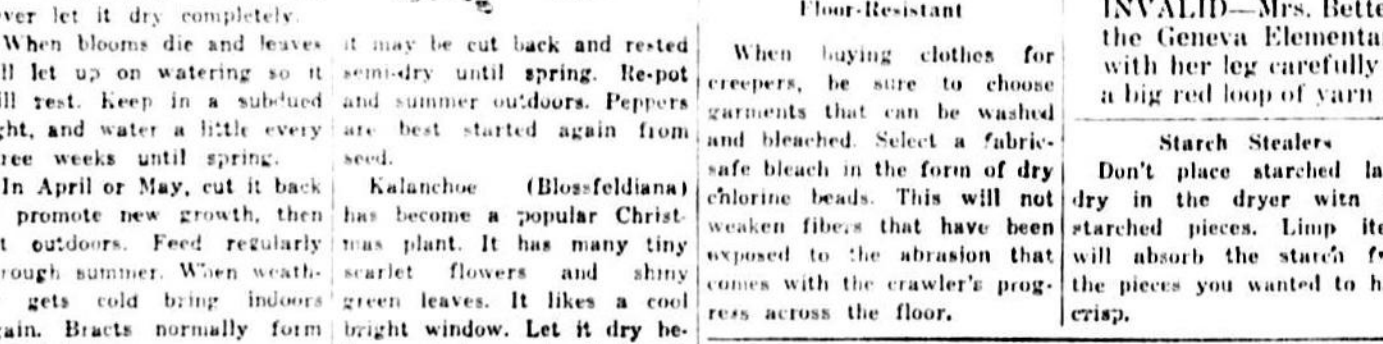 ver let it dry completely.
When blooms die and leaves
ll let up on watering so it
ill rest. Keep in a subdued
ght, and water a little every
ree weeks until spring.
In April or May, cut it back
promote new growth, then
t outdoors. Feed regularly
rough summer. When weath-
gets cold bring indoors
ain. Bracts normally form
it may be cut back and rested
semi-dry until spring. Re-pot
and summer outdoors. Peppers
are best started again from
seed.
Kalanchoe (Blossfeldiana)
has become a popular Christ-
mas plant. It has many tiny
scarlet flowers and shiny
green leaves. It likes a cool
bright window. Let it dry be-
Floor-Resistant
When buying clothes for
creepers, be sure to choose
garments that can be washed
and bleached. Select a fabric-
safe bleach in the form of dry
chlorine beads. This will not
weaken fibers that have been
exposed to the abrasion that
comes with the crawler's prog-
ress across the floor.
INVALID—Mrs. Bette
the Geneva Elementa
with her leg carefully
a big red loop of yarn
Starch Stealers
Don't place starched la
dry in the dryer with
starched pieces. Limp ite
will absorb the starch f
the pieces you wanted to h
crisp.